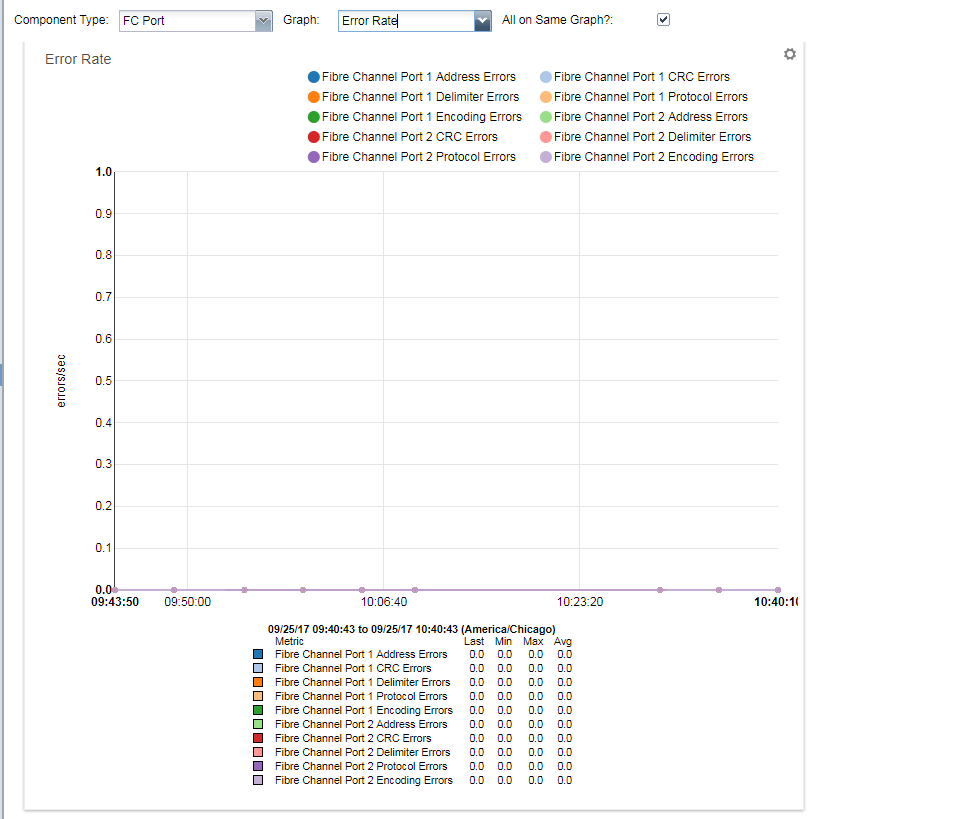 Component Type: FC Port Graph: Error Rate All on Same Graph?:
Error Rate
Fibre Channel Port 1 Address Errors Fibre Channel Port 1 CRC Errors
Fibre Channel Port 1 Delimiter Errors Fibre Channel Port 1 Protocol Errors
Fibre Channel Port 1 Encoding Errors Fibre Channel Port 2 Address Errors
Fibre Channel Port 2 CRC Errors Fibre Channel Port 2 Delimiter Errors
Fibre Channel Port 2 Protocol Errors Fibre Channel Port 2 Encoding Errors
1.0
0.9
0.8
0.7
0.6
0.5
0.4
0.3
0.2
0.1
0.0
errors/sec
09:43:50 09:50:00 10:06:40 10:23:20 10:40:10
09/25/17 09:40:43 to 09/25/17 10:40:43 (America/Chicago)
Metric Last Min Max Avg
Fibre Channel Port 1 Address Errors 0.0 0.0 0.0 0.0
Fibre Channel Port 1 CRC Errors 0.0 0.0 0.0 0.0
Fibre Channel Port 1 Delimiter Errors 0.0 0.0 0.0 0.0
Fibre Channel Port 1 Protocol Errors 0.0 0.0 0.0 0.0
Fibre Channel Port 1 Encoding Errors 0.0 0.0 0.0 0.0
Fibre Channel Port 2 Address Errors 0.0 0.0 0.0 0.0
Fibre Channel Port 2 CRC Errors 0.0 0.0 0.0 0.0
Fibre Channel Port 2 Delimiter Errors 0.0 0.0 0.0 0.0
Fibre Channel Port 2 Protocol Errors 0.0 0.0 0.0 0.0
Fibre Channel Port 2 Encoding Errors 0.0 0.0 0.0 0.0